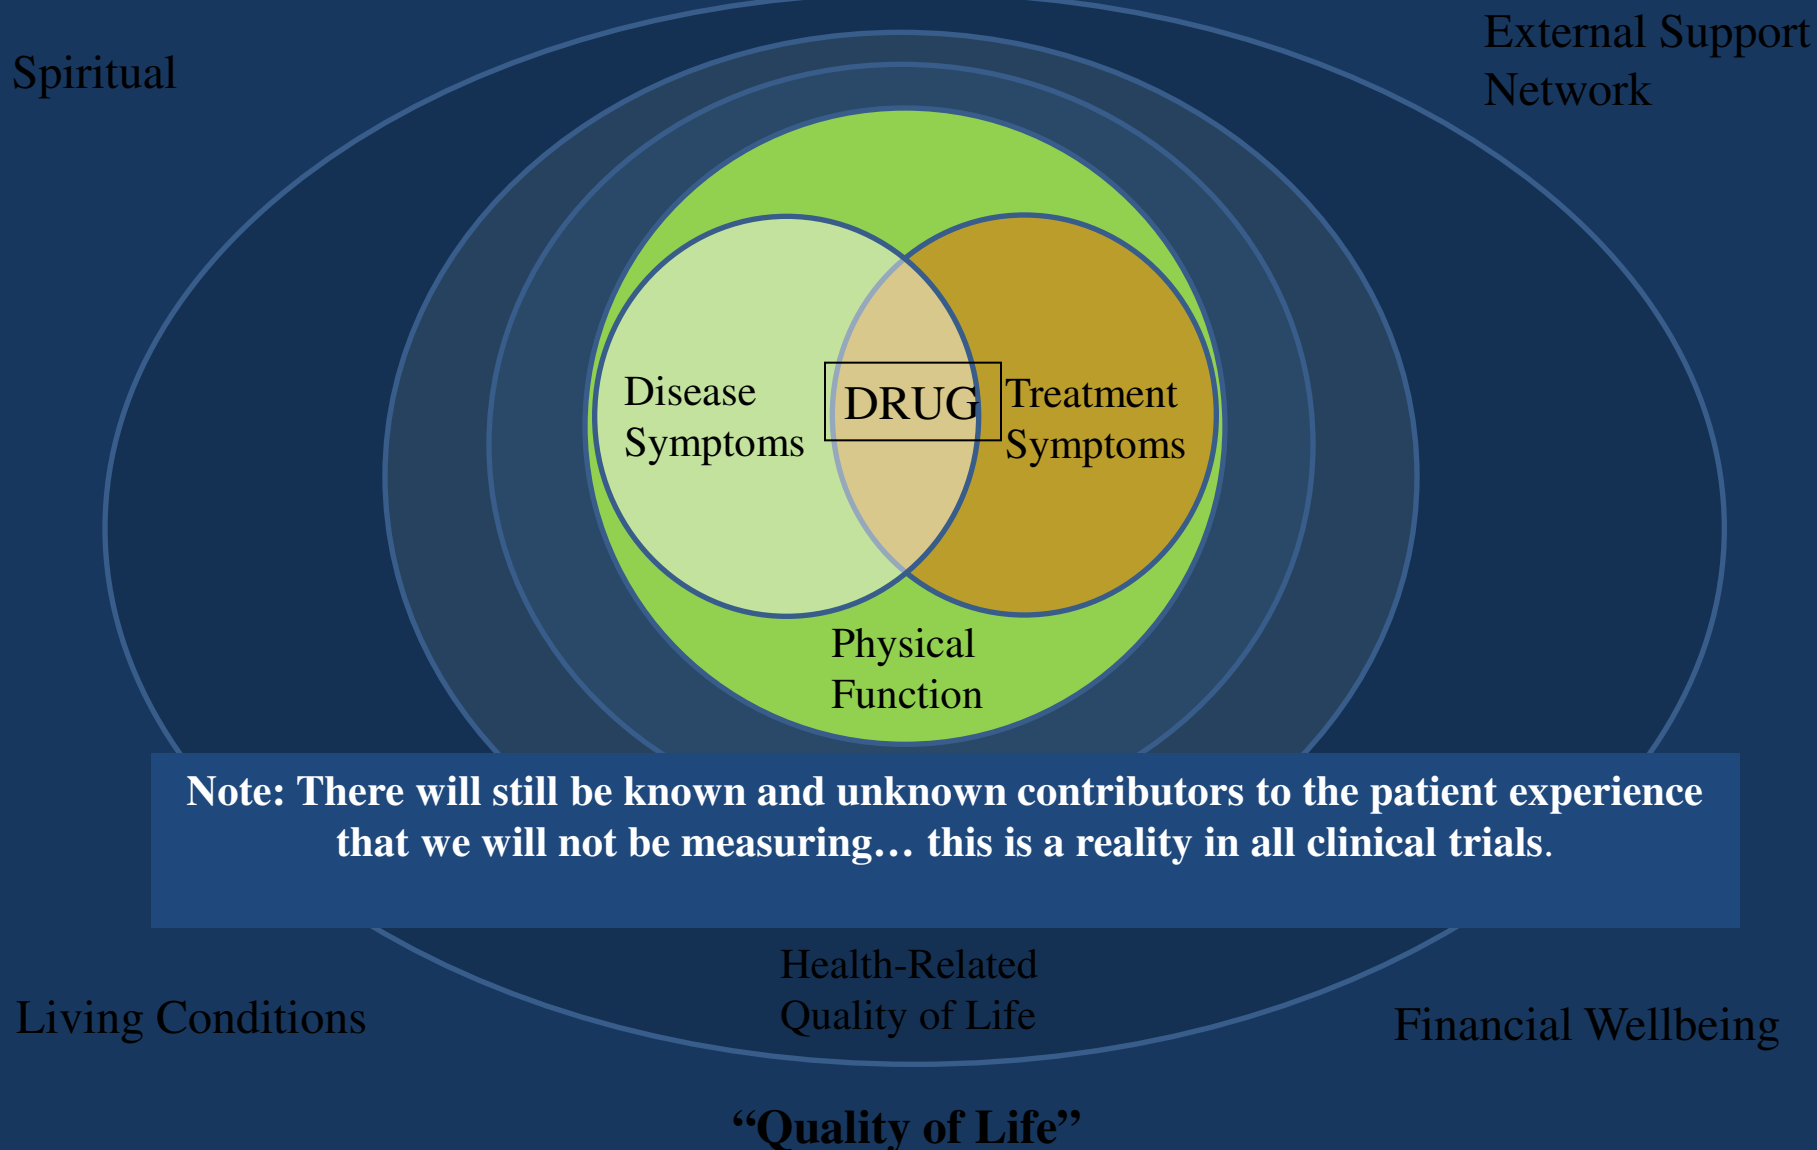 Spiritual
External Support
Network
Disease
Symptoms
DRUG
Treatment
Symptoms
Physical
Function
Note: There will still be known and unknown contributors to the patient experience
that we will not be measuring… this is a reality in all clinical trials.
Health-Related
Quality of Life
Living Conditions
Financial Wellbeing
“Quality of Life”